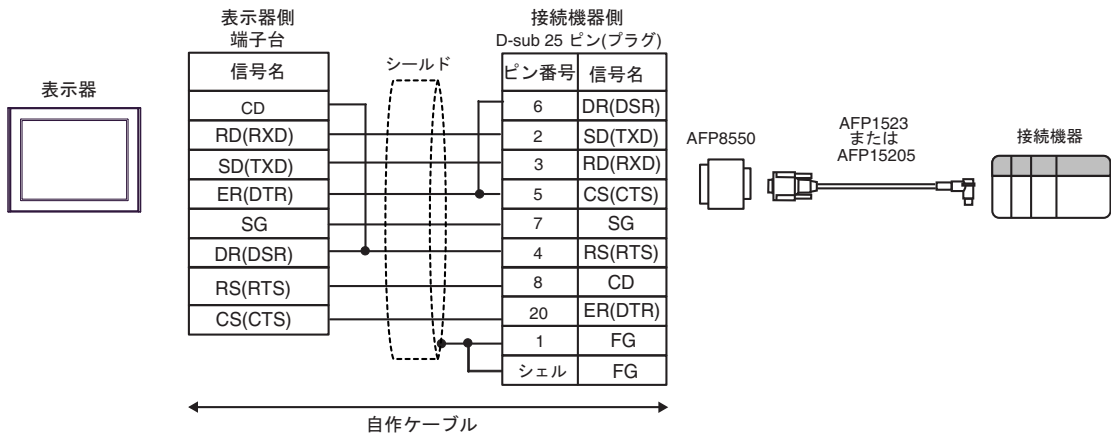 表示器
表示器側
端子台
信号名
CD
RD(RXD)
SD(TXD)
ER(DTR)
SG
DR(DSR)
RS(RTS)
CS(CTS)
シールド
接続機器側
D-sub 25 ピン(プラグ)
ピン番号 信号名
6 DR(DSR)
2 SD(TXD)
3 RD(RXD)
5 CS(CTS)
7 SG
4 RS(RTS)
8 CD
20 ER(DTR)
1 FG
シェル FG
自作ケーブル
AFP8550
AFP1523
または
AFP15205
接続機器